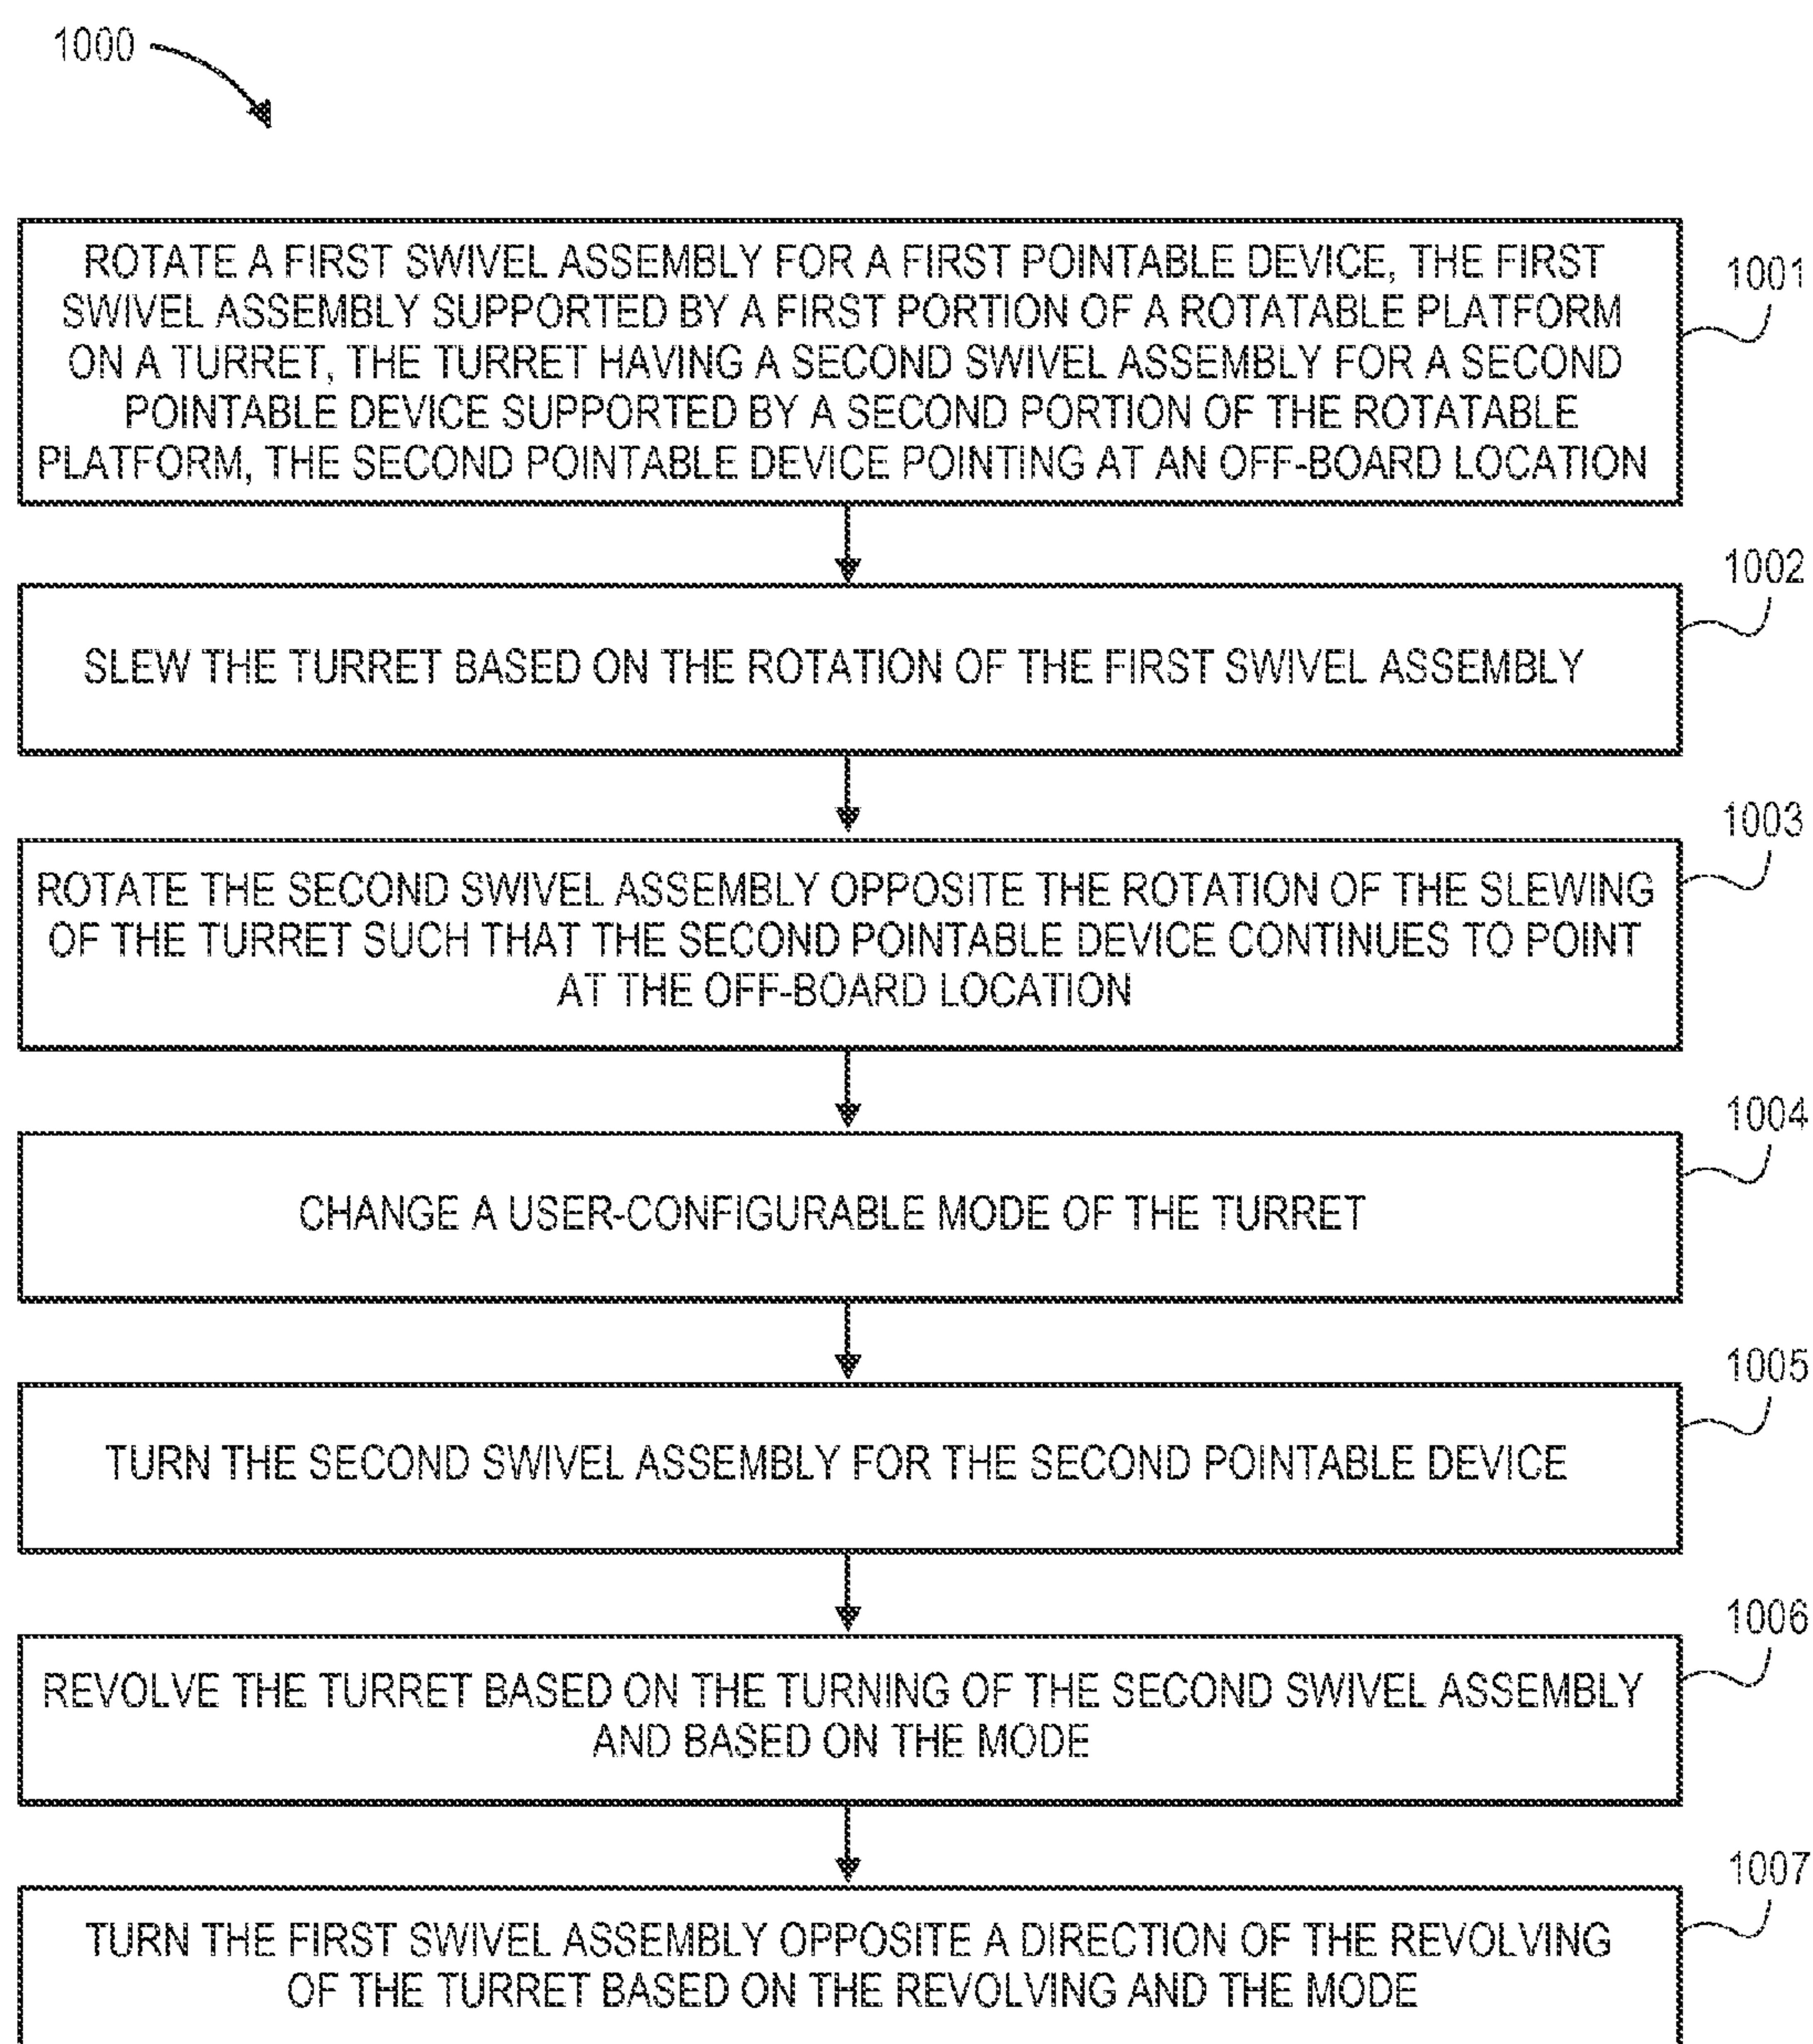 1000
ROTATE A FIRST SWIVEL ASSEMBLY FOR A FIRST POINTABLE DEVICE, THE FIRST
SWIVEL ASSEMBLY SUPPORTED BY A FIRST PORTION OF A ROTATABLE PLATFORM
ON A TURRET, THE TURRET HAVING A SECOND SWIVEL ASSEMBLY FOR A SECOND
POINTABLE DEVICE SUPPORTED BY A SECOND PORTION OF THE ROTATABLE
PLATFORM, THE SECOND POINTABLE DEVICE POINTING AT AN OFF-BOARD LOCATION
1001
SLEW THE TURRET BASED ON THE ROTATION OF THE FIRST SWIVEL ASSEMBLY
1002
ROTATE THE SECOND SWIVEL ASSEMBLY OPPOSITE THE ROTATION OF THE SLEWING
OF THE TURRET SUCH THAT THE SECOND POINTABLE DEVICE CONTINUES TO POINT
AT THE OFF-BOARD LOCATION
1003
CHANGE A USER-CONFIGURABLE MODE OF THE TURRET
1004
TURN THE SECOND SWIVEL ASSEMBLY FOR THE SECOND POINTABLE DEVICE
1005
REVOLVE THE TURRET BASED ON THE TURNING OF THE SECOND SWIVEL ASSEMBLY
AND BASED ON THE MODE
1006
TURN THE FIRST SWIVEL ASSEMBLY OPPOSITE A DIRECTION OF THE REVOLVING
OF THE TURRET BASED ON THE REVOLVING AND THE MODE
1007